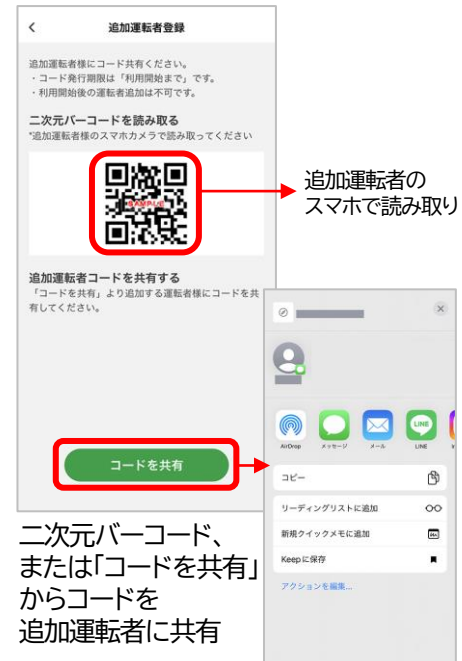 追加運転者登録
追加運転者様にコード共有ください。
・コード発行期限は「利用開始まで」です。
・利用開始後の運転者追加は不可です。
二次元バーコードを読み取る
*追加運転者様のスマホカメラで読み取ってください
SAMPLE
追加運転者の
スマホで読み取り
追加運転者コードを共有する
「コードを共有」より追加する運転者様にコードを共
有してください。
コードを共有
AirDrop メッセージ メール LINE
コピー
リーディングリストに追加
新規クイックメモに追加
Keepに保存
アクションを編集...
二次元バーコード、
または「コードを共有」
からコードを
追加運転者に共有